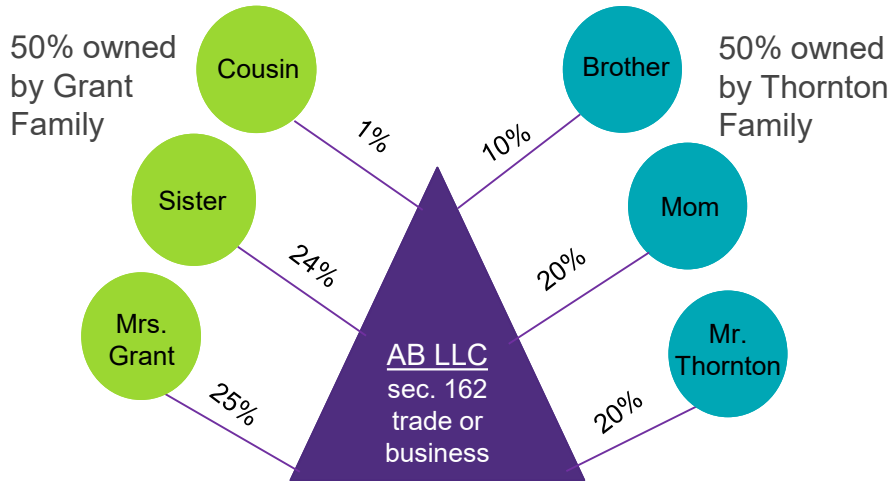 50% owned
by Grant
Family
Cousin
1%
Sister
24%
Mrs.
Grant
25%
AB LLC
sec. 162
trade or
business
Brother
10%
50% owned
by Thornton
Family
Mom
20%
Mr.
Thornton
20%